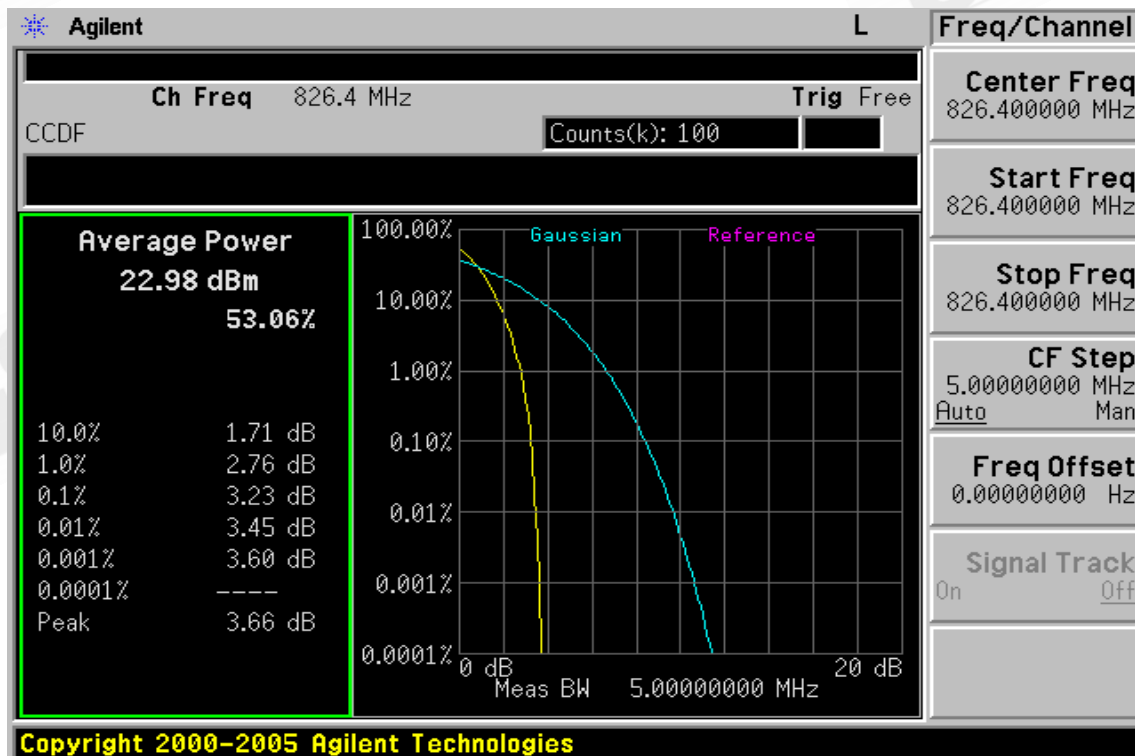 Agilent L Freq/Channel
Ch Freq 826.4 MHz Trig Free
CCDF Counts(k): 100
Center Freq
826.400000 MHz
Start Freq
826.400000 MHz
Stop Freq
826.400000 MHz
CF Step
5.00000000 MHz
Auto Man
Freq Offset
0.00000000 Hz
Signal Track
On Off
Average Power
22.98 dBm
53.06%
10.0% 1.71 dB
1.0% 2.76 dB
0.1% 3.23 dB
0.01% 3.45 dB
0.001% 3.60 dB
0.0001% ----
Peak 3.66 dB
Gaussian Reference
100.00%
10.00%
1.00%
0.10%
0.01%
0.001%
0.0001%
0 dB 20 dB
Meas BW 5.00000000 MHz
Copyright 2000-2005 Agilent Technologies